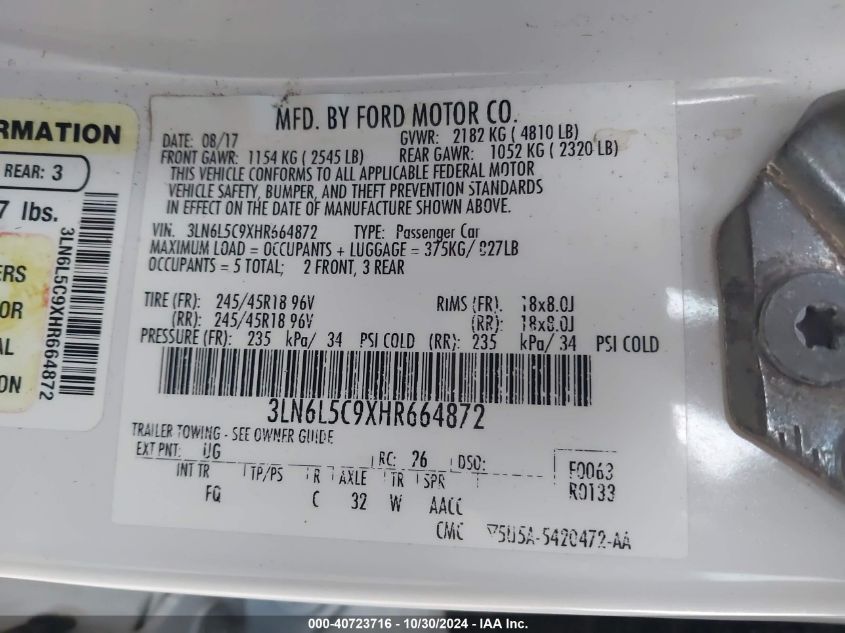 RMATION
REAR: 3
7 lbs.
ERS
OR
AL
ON
3LN6L5C9XHR664872
MFD. BY FORD MOTOR CO.
DATE: 08/17 GVWR: 2182 KG ( 4810 LB)
FRONT GAWR: 1154 KG ( 2545 LB) REAR GAWR: 1052 KG ( 2320 LB)
THIS VEHICLE CONFORMS TO ALL APPLICABLE FEDERAL MOTOR
VEHICLE SAFETY, BUMPER, AND THEFT PREVENTION STANDARDS
IN EFFECT ON THE DATE OF MANUFACTURE SHOWN ABOVE.
VIN: 3LN6L5C9XHR664872 TYPE: Passenger Car
MAXIMUM LOAD = OCCUPANTS + LUGGAGE = 375KG/ 827LB
OCCUPANTS = 5 TOTAL; 2 FRONT, 3 REAR
TIRE (FR): 245/45R18 96V RIMS (FR): 18x8.0J
(RR): 245/45R18 96V (RR): 18x8.0J
PRESSURE (FR): 235 kPa/ 34 PSI COLD (RR): 235 kPa/ 34 PSI COLD
3LN6L5C9XHR664872
TRAILER TOWING - SEE OWNER GUIDE
EXT PNT: UG RC: 26 DSO: F0063
INT TR TP/PS R AXLE TR SPR R0133
FQ C 32 W AACC
CMC 5U5A-5420472-AA
000-40723716 - 10/30/2024 - IAA Inc.